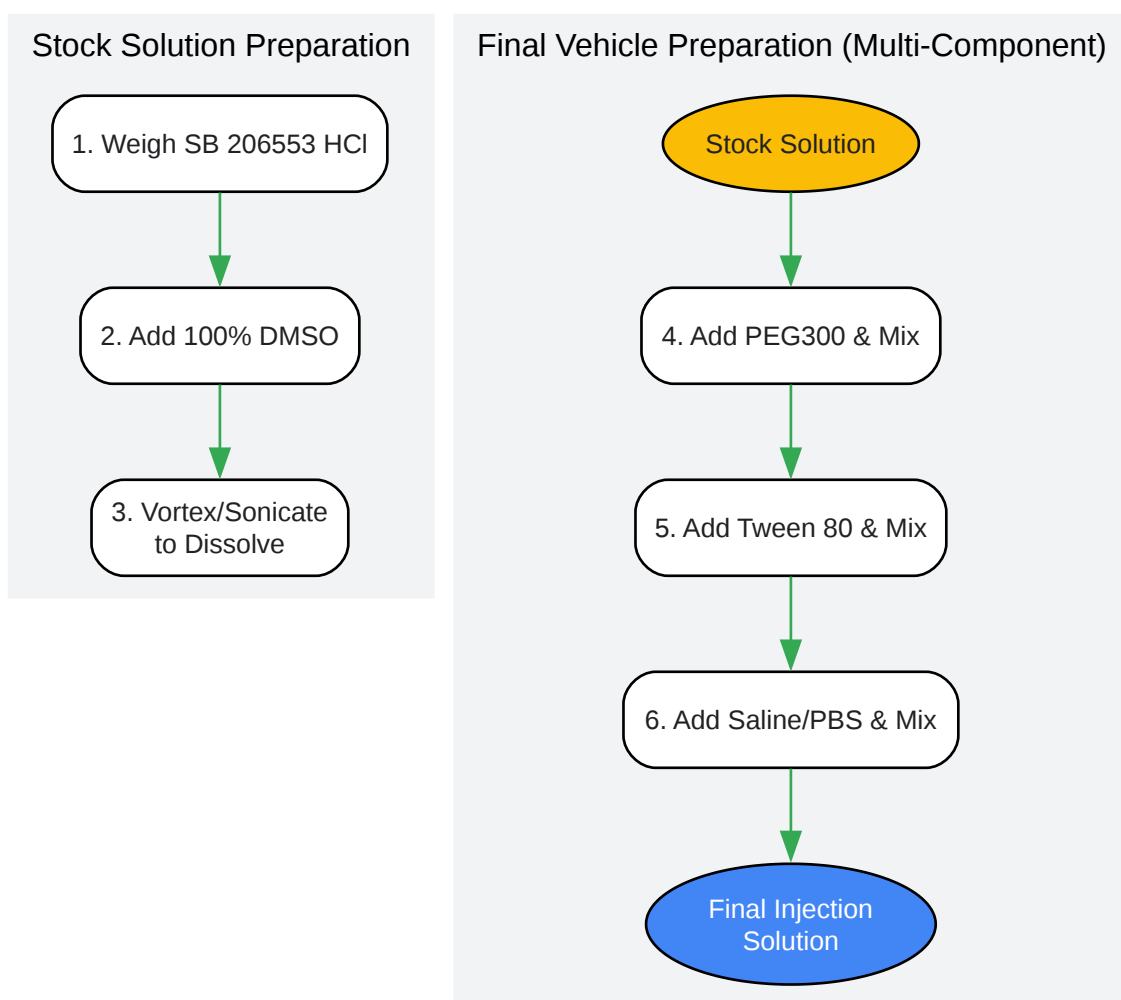 Stock Solution Preparation
1. Weigh SB 206553 HCl
2. Add 100% DMSO
3. Vortex/Sonicate
to Dissolve
Final Vehicle Preparation (Multi-Component)
Stock Solution
4. Add PEG300 & Mix
5. Add Tween 80 & Mix
6. Add Saline/PBS & Mix
Final Injection
Solution